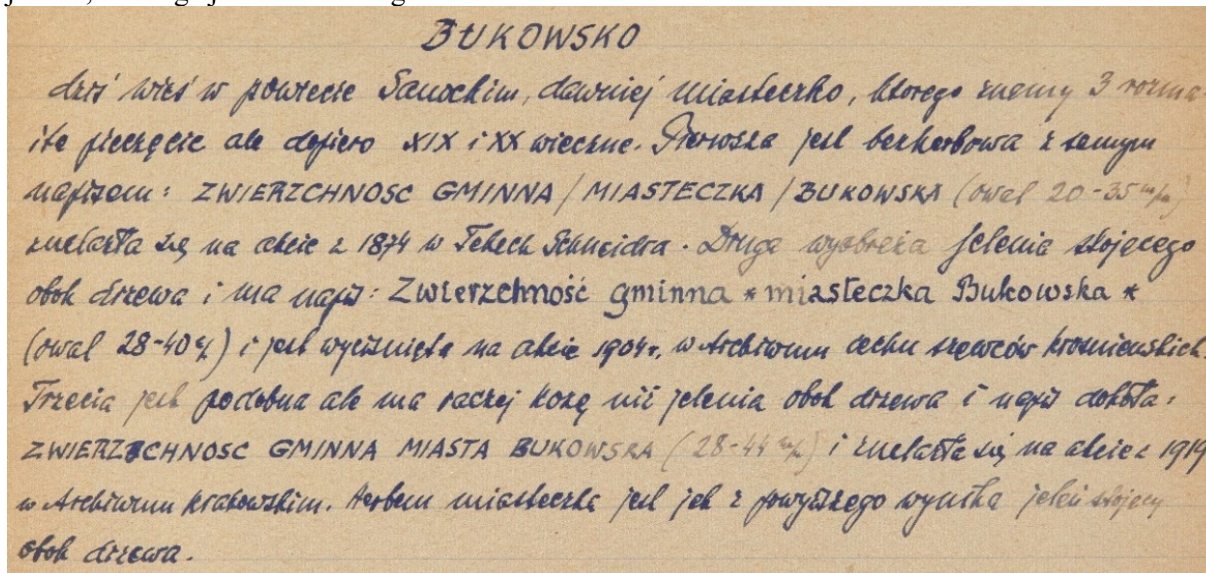 BUKOWSKO
dziś wieś w powiecie Sanockim, dawniej miasteczko, którego znamy 3 rozma-
ite pieczęcie ale dopiero XIX i XX wieczne. Pierwsza jest bezherbowa z samym
napisem: ZWIERZCHNOSC GMINNA / MIASTECZKA / BUKOWSKA (owal 20-35 m/m)
znalazła się na akcie z 1874 w Tekach Schneidra. Druga wyobraża jelenia stojącego
obok drzewa i ma napis: Zwierzchność gminna * miasteczka Bukowska *
(owal 28-40 m/m) i jest wyciśnięta na akcie 1904 r. w Archiwum cechu szewców krośnieńskich.
Trzecia jest podobna ale ma raczej kozę niż jelenia obok drzewa i napis dokoła:
ZWIERZCHNOSC GMINNA MIASTA BUKOWSKA (28-44 m/m) i znalazła się na akcie z 1919
w Archiwum krakowskim. Herbem miasteczka jest jak z powyższego wynika jeleń stojący
obok drzewa.